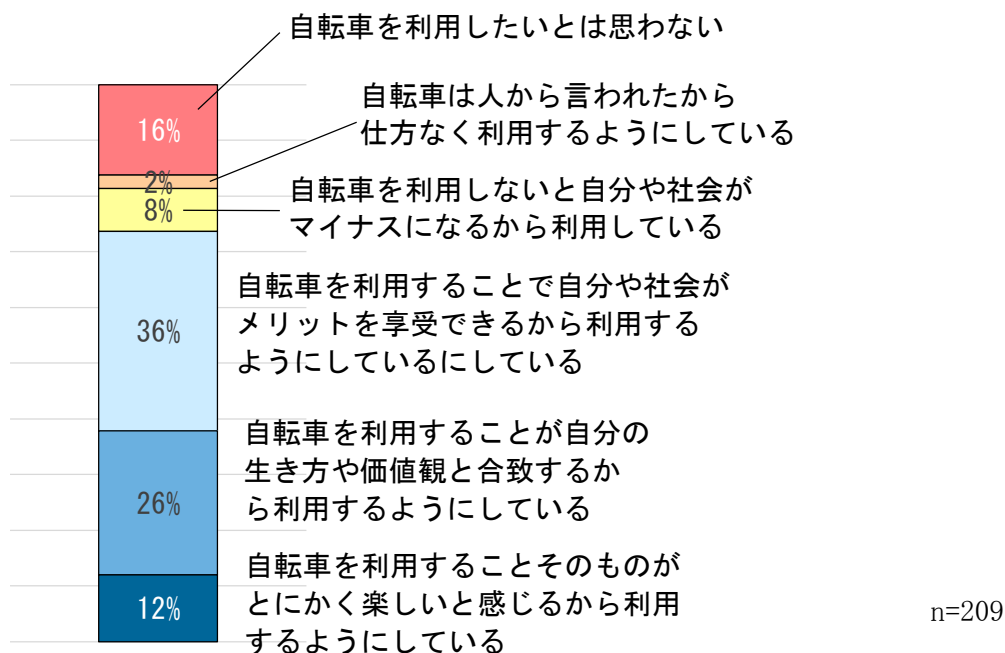 自転車を利用したいとは思わない
16%
自転車は人から言われたから
仕方なく利用するようにしている
2%
自転車を利用しないと自分や社会が
マイナスになるから利用している
8%
自転車を利用することで自分や社会が
メリットを享受できるから利用する
ようにしているにしている
36%
自転車を利用することが自分の
生き方や価値観と合致するか
ら利用するようにしている
26%
自転車を利用することそのものが
とにかく楽しいと感じるから利用
するようにしている
12%
n=209